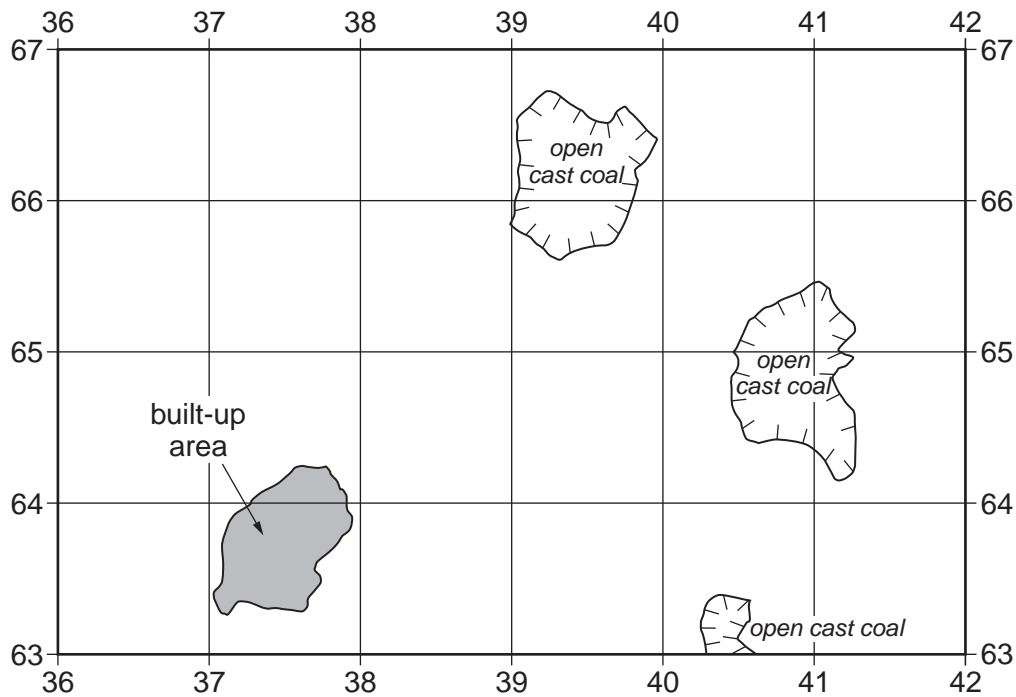 36 37 38 39 40 41 42
67 67
open
cast coal
66 66
65 65
open
cast coal
built-up
area
64 64
open cast coal
63 63
36 37 38 39 40 41 42